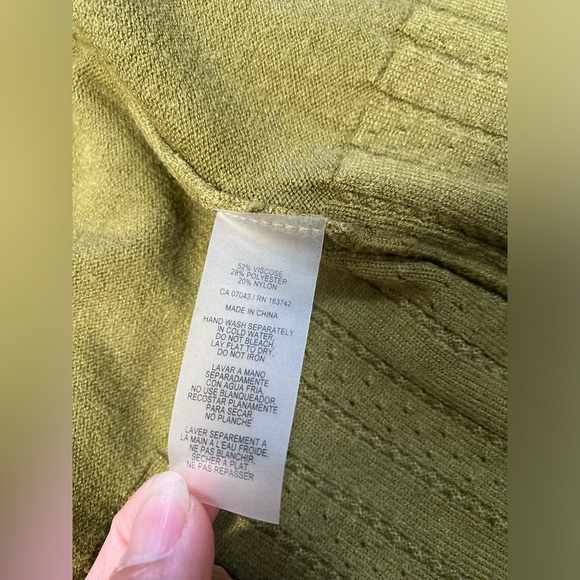 52% VISCOSE
28% POLYESTER
20% NYLON
CA 07043 / RN 163742
MADE IN CHINA
HAND WASH SEPARATELY
IN COLD WATER,
DO NOT BLEACH,
LAY FLAT TO DRY,
DO NOT IRON
LAVAR A MANO
SEPARADAMENTE
CON AGUA FRIA
NO USE BLANQUEADOR
RECOSTAR PLANAMENTE
PARA SECAR
NO PLANCHE
LAVER SEPAREMENT A
LA MAIN A L'EAU FROIDE,
NE PAS BLANCHIR,
SECHER A PLAT,
NE PAS REPASSER